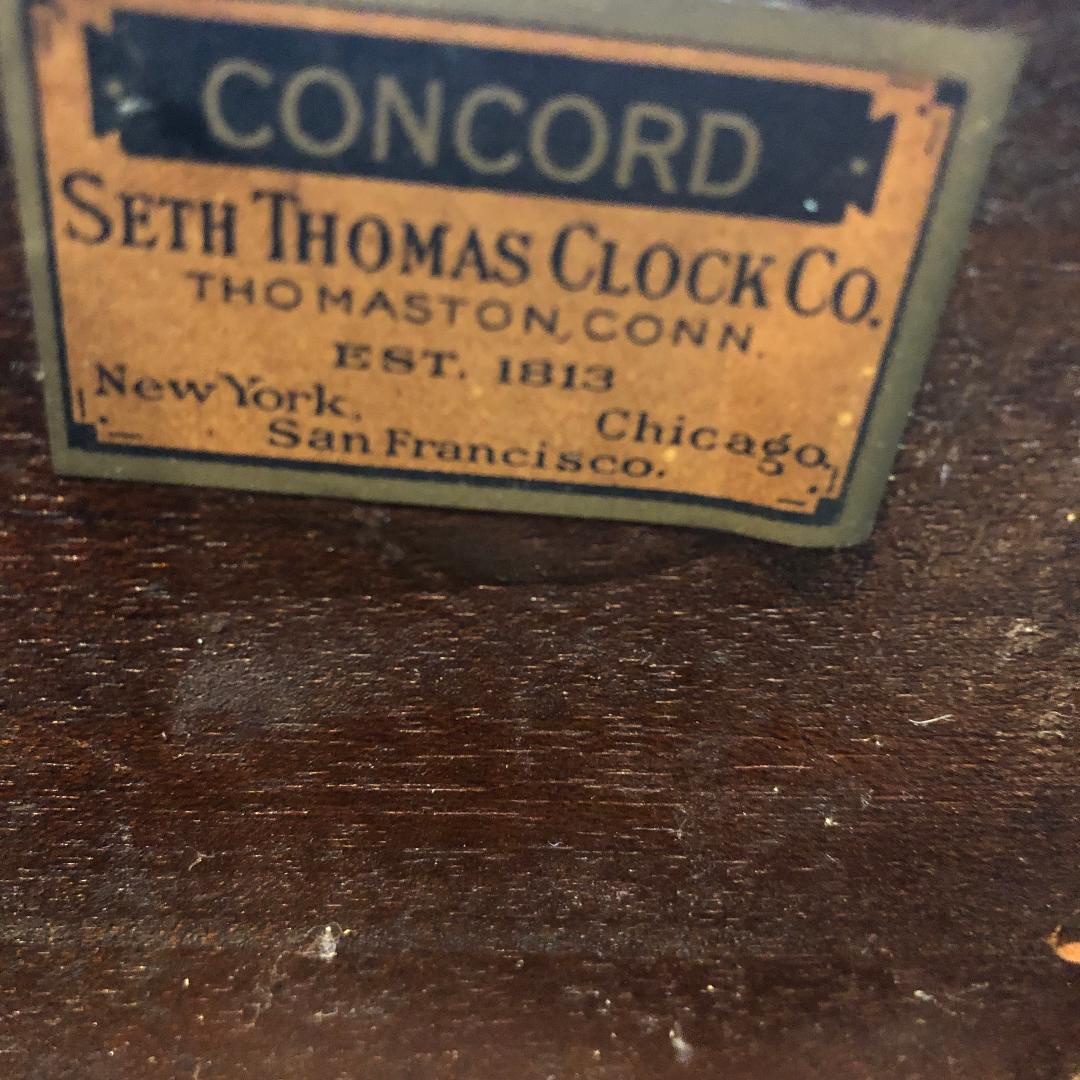 CONCORD
SETH THOMAS CLOCK CO.
THOMASTON, CONN.
EST. 1813
New York, Chicago,
San Francisco.